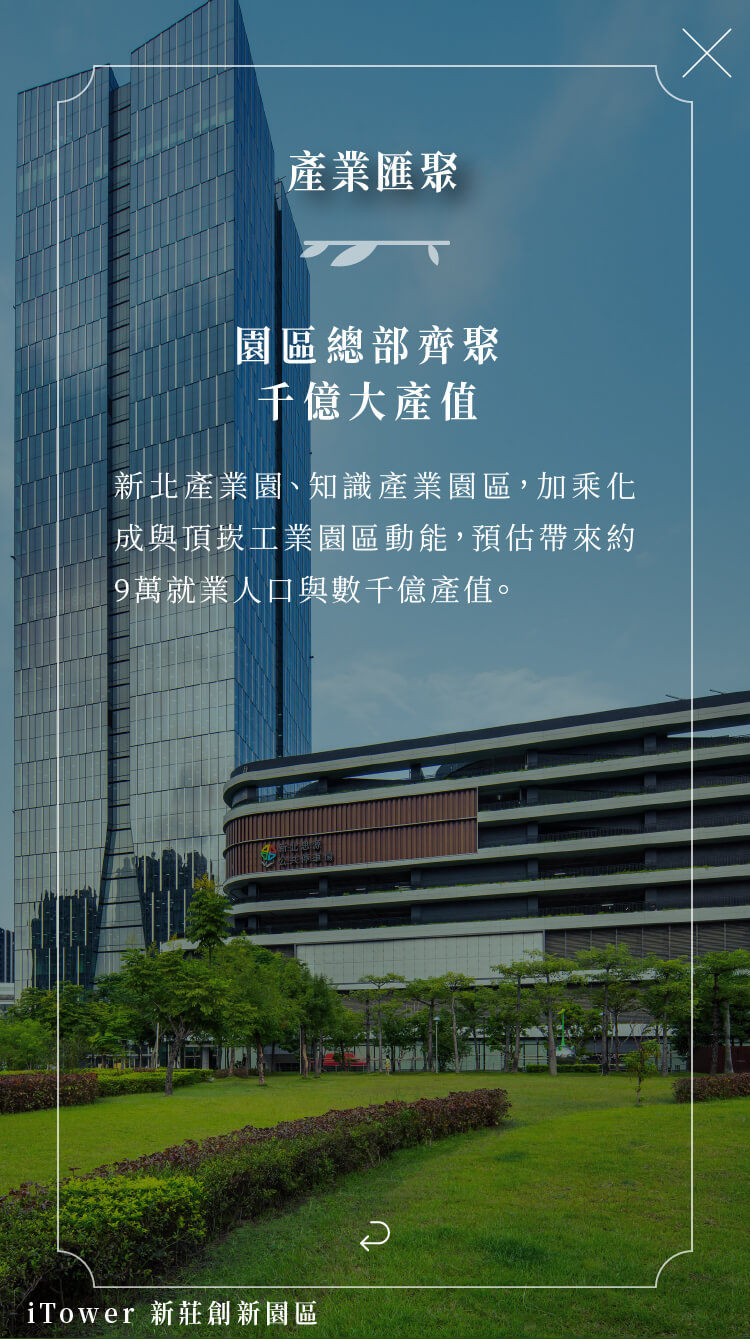 產業匯聚
園區總部齊聚
千億大產值
新北產業園、知識產業園區，加乘化
成與頂崁工業園區動能，預估帶來約
9萬就業人口與數千億產值。
iTower 新莊創新園區